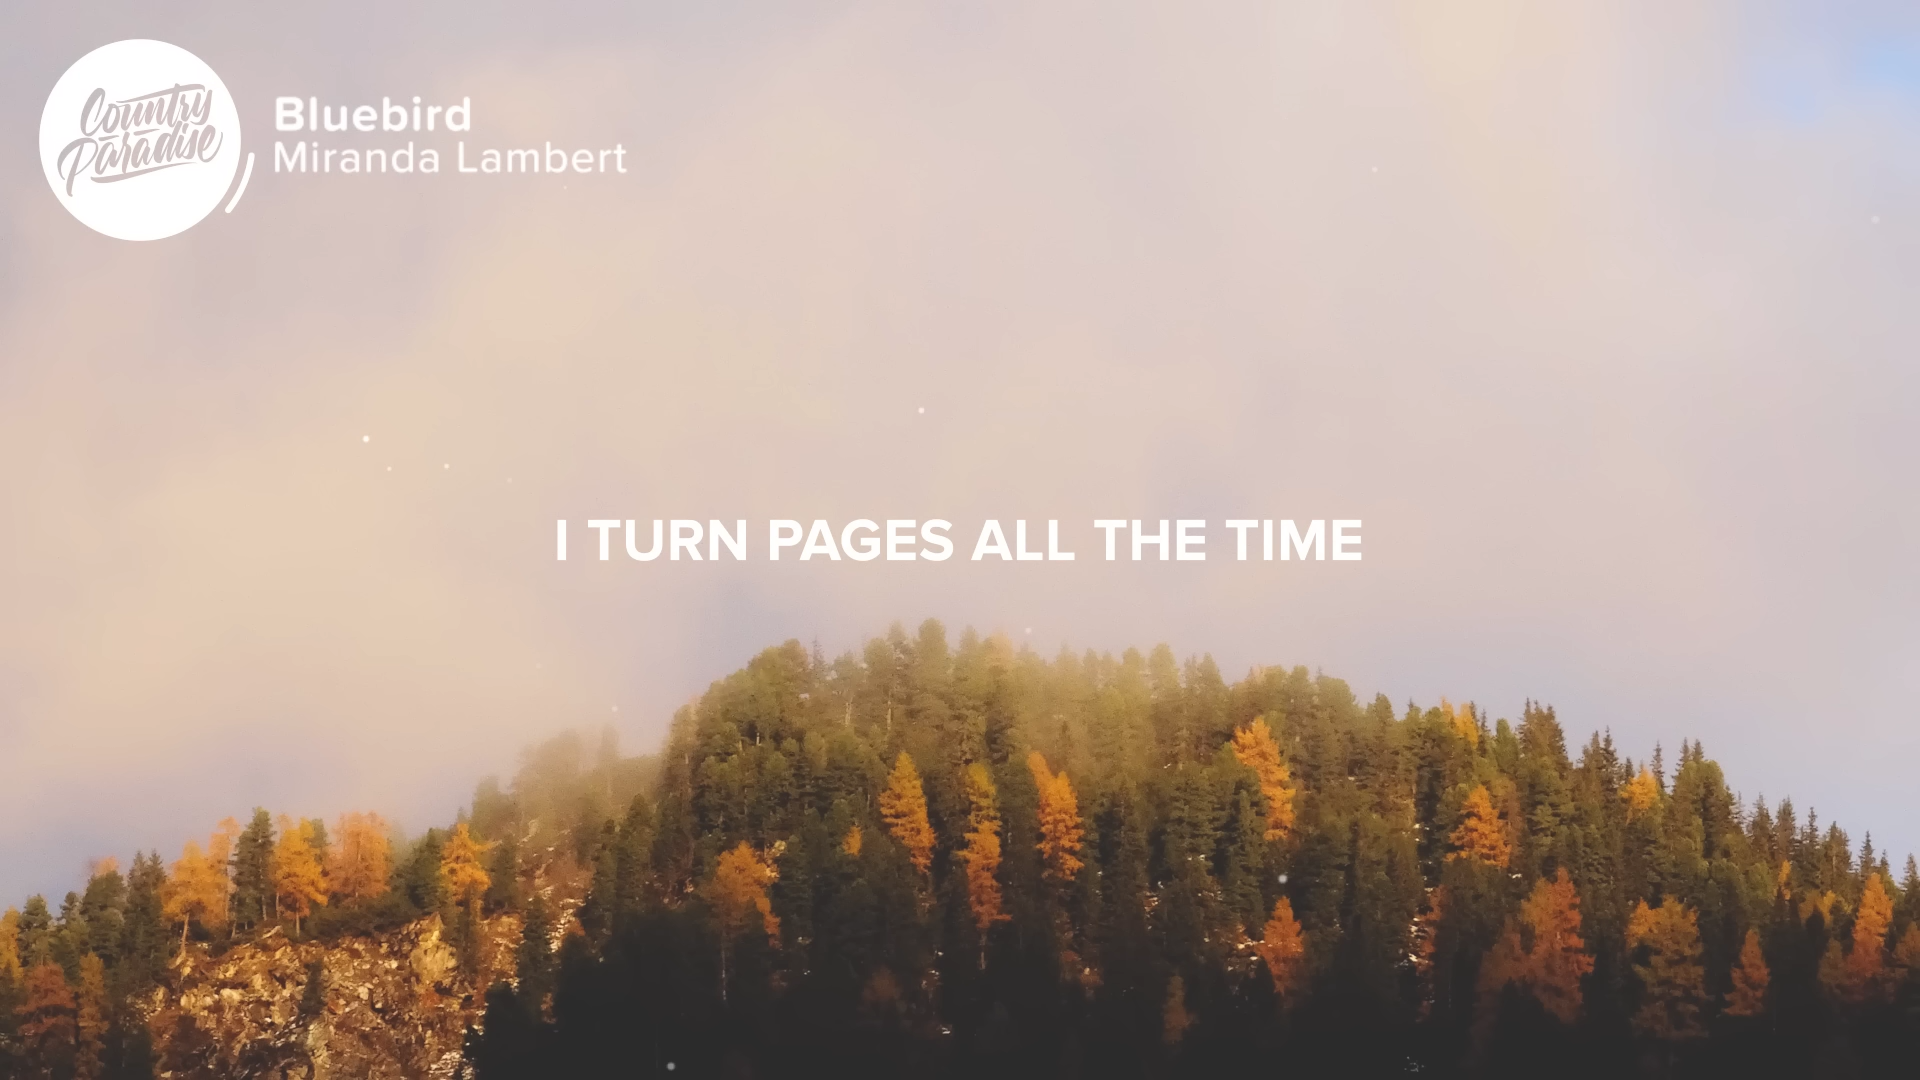 Country
Paradise
Bluebird
Miranda Lambert
I TURN PAGES ALL THE TIME